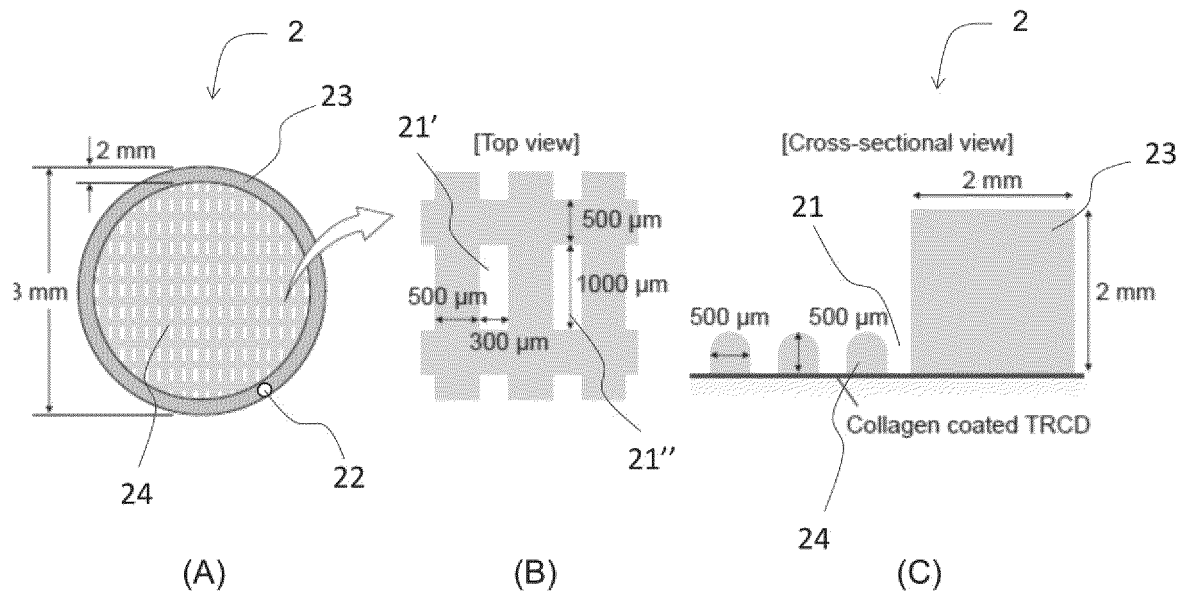 2
23
2 mm
3 mm
24
22
(A)
21'
[Top view]
500 µm
1000 µm
500 µm
300 µm
21''
(B)
2
[Cross-sectional view]
23
2 mm
21
2 mm
500 µm
500 µm
Collagen coated TRCD
24
(C)